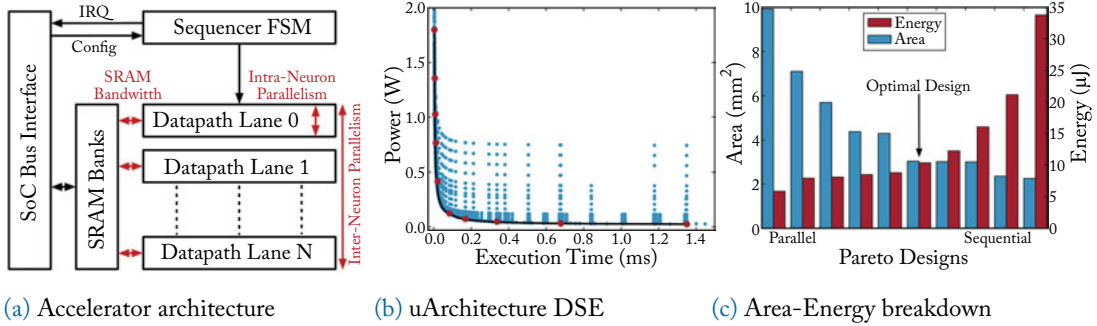 IRQ
Config
Sequencer FSM
SoC Bus Interface
SRAM
Bandwitth
Intra-Neuron
Parallelism
SRAM Banks
Datapath Lane 0
Datapath Lane 1
Datapath Lane N
Inter-Neuron Parallelism
(a) Accelerator architecture
Power (W)
2.0
1.5
1.0
0.5
0.0
0.0 0.2 0.4 0.6 0.8 1.0 1.2 1.4
Execution Time (ms)
(b) uArchitecture DSE
Area (mm²)
10
8
6
4
2
0
Energy
Area
Optimal Design
35
30
25
20
15
10
5
0
Energy (µJ)
Parallel
Sequential
Pareto Designs
(c) Area-Energy breakdown